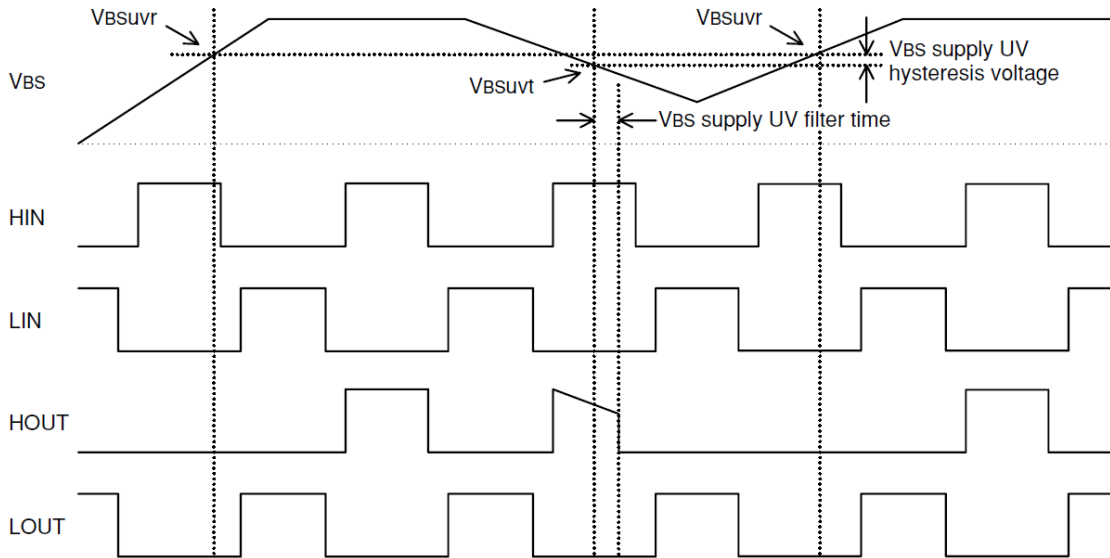 VBSuvr
VBSuvr
VBS supply UV
hysteresis voltage
VBS
VBSuvt
VBS supply UV filter time
HIN
LIN
HOUT
LOUT